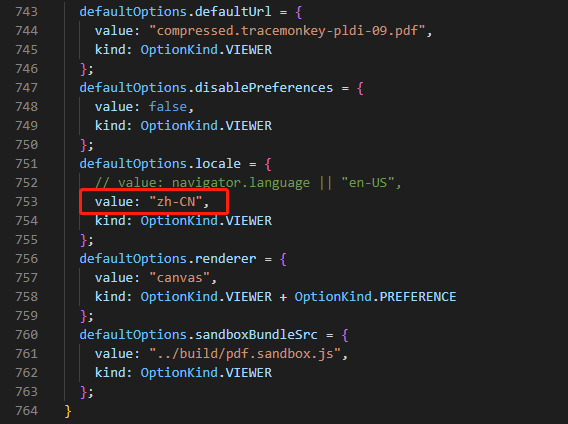 743 defaultOptions.defaultUrl = {
744 value: "compressed.tracemonkey-pldi-09.pdf",
745 kind: OptionKind.VIEWER
746 };
747 defaultOptions.disablePreferences = {
748 value: false,
749 kind: OptionKind.VIEWER
750 };
751 defaultOptions.locale = {
752 // value: navigator.language || "en-US",
753 value: "zh-CN",
754 kind: OptionKind.VIEWER
755 };
756 defaultOptions.renderer = {
757 value: "canvas",
758 kind: OptionKind.VIEWER + OptionKind.PREFERENCE
759 };
760 defaultOptions.sandboxBundleSrc = {
761 value: "../build/pdf.sandbox.js",
762 kind: OptionKind.VIEWER
763 };
764 }